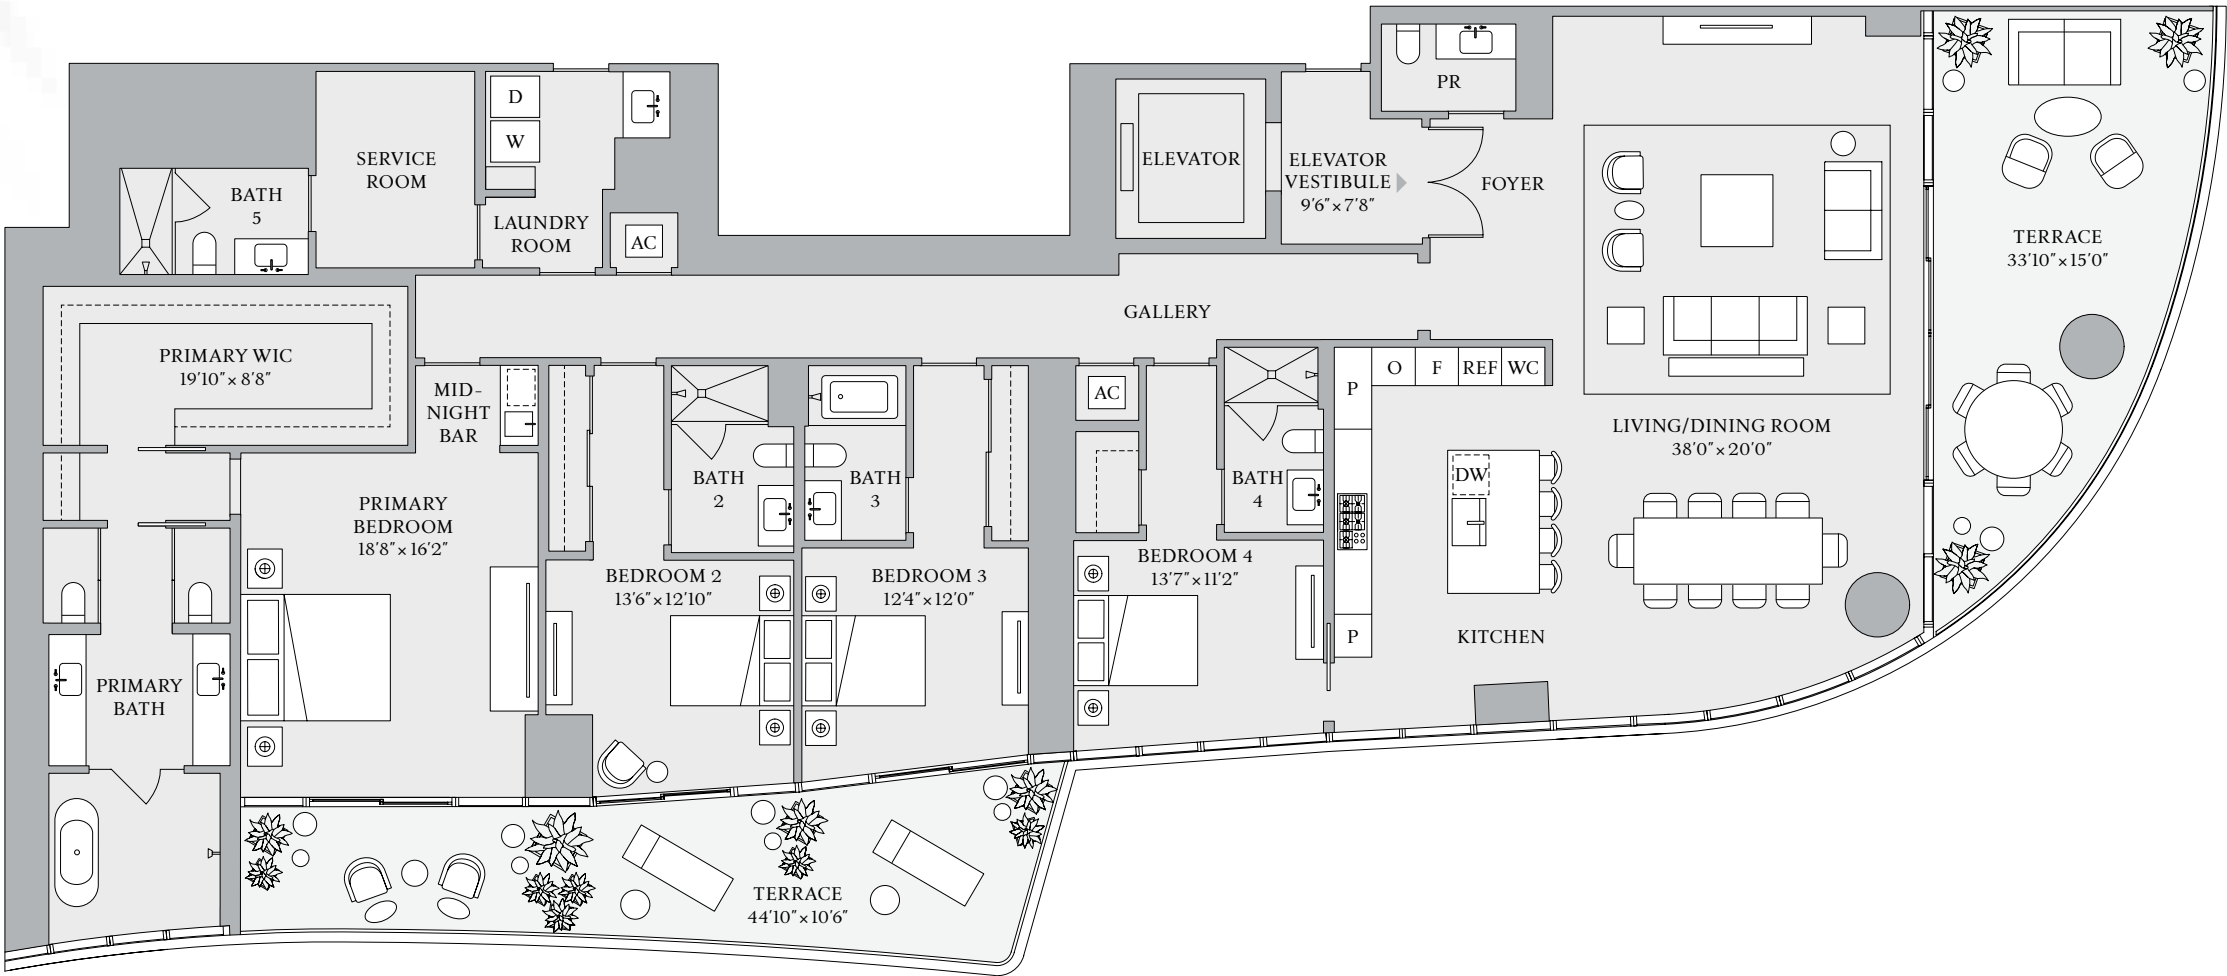 PR
D
W
SERVICE
ROOM
ELEVATOR
ELEVATOR
VESTIBULE
9'6" × 7'8"
FOYER
BATH
5
LAUNDRY
ROOM
AC
TERRACE
33'10" × 15'0"
GALLERY
PRIMARY WIC
19'10" × 8'8"
MID-
NIGHT
BAR
AC
P
O
F
REF
WC
LIVING/DINING ROOM
38'0" × 20'0"
PRIMARY
BEDROOM
18'8" × 16'2"
BATH
2
BATH
3
BATH
4
DW
BEDROOM 2
13'6" × 12'10"
BEDROOM 3
12'4" × 12'0"
BEDROOM 4
13'7" × 11'2"
P
KITCHEN
PRIMARY
BATH
TERRACE
44'10" × 10'6"